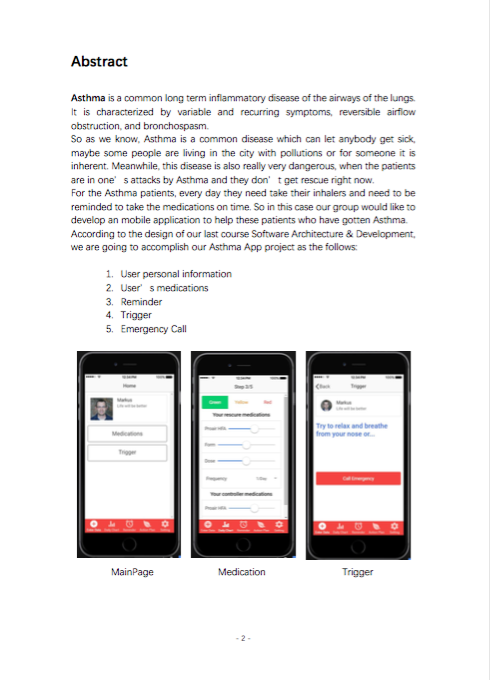 Abstract
Asthma is a common long term inflammatory disease of the airways of the lungs.
It is characterized by variable and recurring symptoms, reversible airflow
obstruction, and bronchospasm.
So as we know, Asthma is a common disease which can let anybody get sick,
maybe some people are living in the city with pollutions or for someone it is
inherent. Meanwhile, this disease is also really very dangerous, when the patients
are in one’s attacks by Asthma and they don’t get rescue right now.
For the Asthma patients, every day they need take their inhalers and need to be
reminded to take the medications on time. So in this case our group would like to
develop an mobile application to help these patients who have gotten Asthma.
According to the design of our last course Software Architecture & Development,
we are going to accomplish our Asthma App project as the follows:
1. User personal information
2. User’s medications
3. Reminder
4. Trigger
5. Emergency Call
Home
Markus
Life will be better
Medications
Trigger
Step 3/5
Green Yellow Red
Your rescure medications
Proair HFA
Form
Dose
Frequency 1/Day
Your controller medications
Proair HFA
Back Trigger
Markus
Life will be better
Try to relax and breathe
from your nose or...
Call Emergency
MainPage Medication Trigger
- 2 -